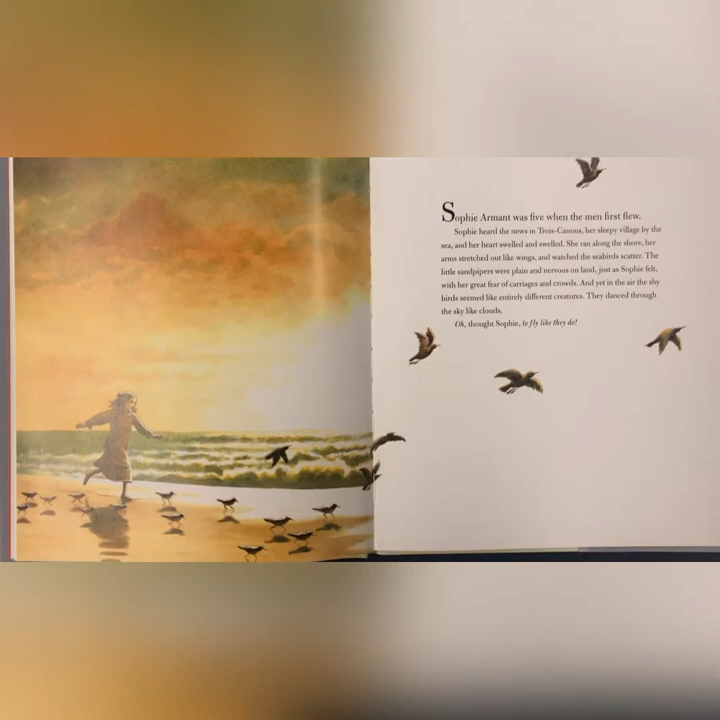 Sophie Armant was five when the men first flew.
Sophie heard the news in Trois-Canons, her sleepy village by the
sea, and her heart swelled and swelled. She ran along the shore, her
arms stretched out like wings, and watched the seabirds scatter. The
little sandpipers were plain and nervous on land, just as Sophie felt,
with her great fear of carriages and crowds. And yet in the air the shy
birds seemed like entirely different creatures. They danced through
the sky like clouds.
Oh, thought Sophie, to fly like they do!